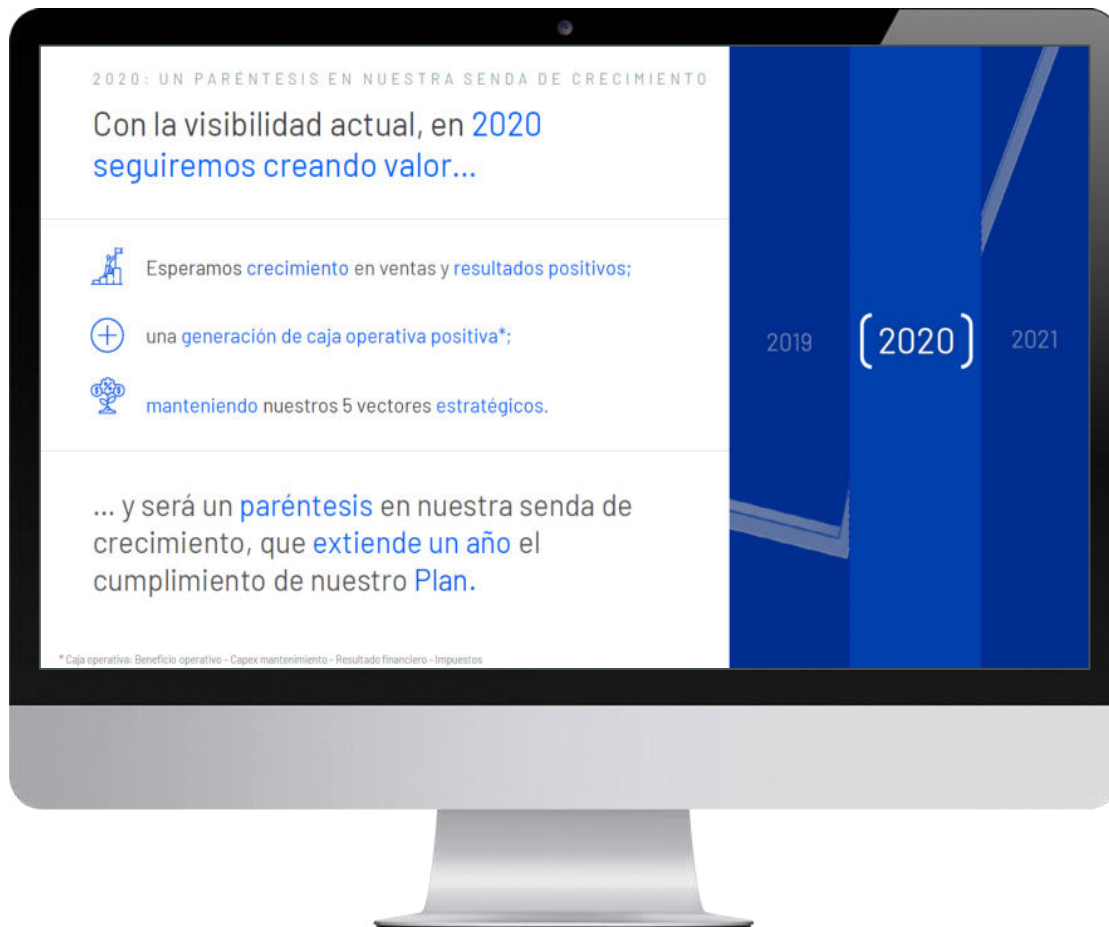 2020: UN PARÉNTESIS EN NUESTRA SENDA DE CRECIMIENTO
Con la visibilidad actual, en 2020
seguiremos creando valor...
Esperamos crecimiento en ventas y resultados positivos;
una generación de caja operativa positiva*;
manteniendo nuestros 5 vectores estratégicos.
... y será un paréntesis en nuestra senda de
crecimiento, que extiende un año el
cumplimiento de nuestro Plan.
* Caja operativa: Beneficio operativo - Capex mantenimiento - Resultado financiero - Impuestos
2019
(2020)
2021